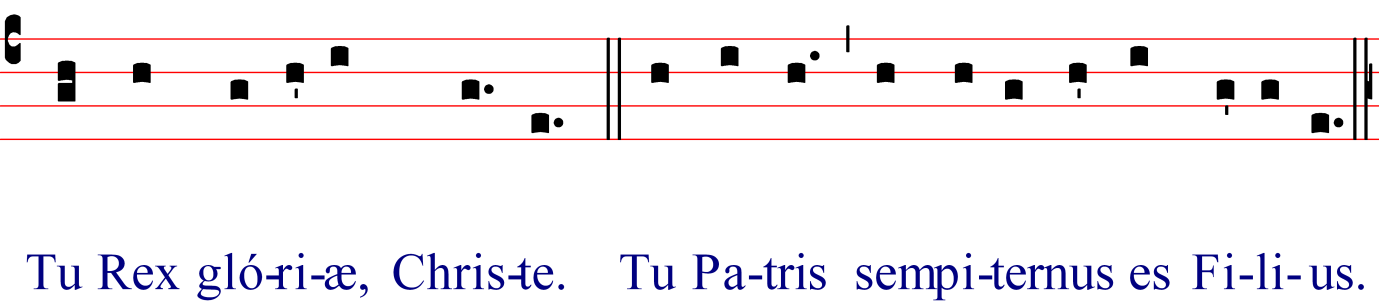 Tu Rex gló-ri-æ, Chris-te. Tu Pa-tris sempi-ternus es Fi-li-us.